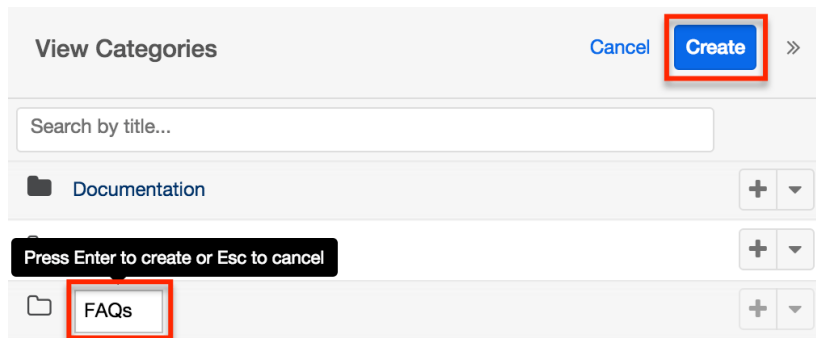 View Categories
Cancel
Create
Search by title...
Documentation
Press Enter to create or Esc to cancel
FAQs